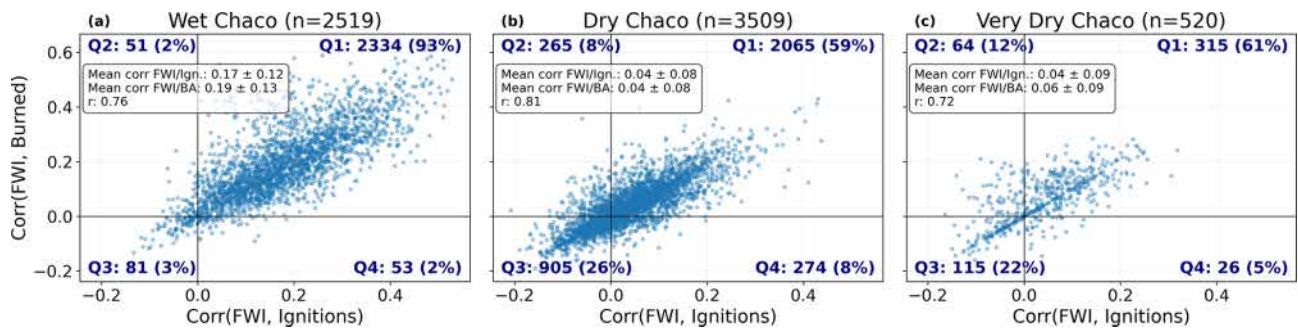 (a) Wet Chaco (n=2519)
Q2: 51 (2%) Q1: 2334 (93%)
Mean corr FWI/Ign.: 0.17 ± 0.12
Mean corr FWI/BA: 0.19 ± 0.13
r: 0.76
Q3: 81 (3%) Q4: 53 (2%)
0.6
0.4
0.2
0.0
−0.2
Corr(FWI, Burned)
−0.2 0.0 0.2 0.4
Corr(FWI, Ignitions)
(b) Dry Chaco (n=3509)
Q2: 265 (8%) Q1: 2065 (59%)
Mean corr FWI/Ign.: 0.04 ± 0.08
Mean corr FWI/BA: 0.04 ± 0.08
r: 0.81
Q3: 905 (26%) Q4: 274 (8%)
−0.2 0.0 0.2 0.4
Corr(FWI, Ignitions)
(c) Very Dry Chaco (n=520)
Q2: 64 (12%) Q1: 315 (61%)
Mean corr FWI/Ign.: 0.04 ± 0.09
Mean corr FWI/BA: 0.06 ± 0.09
r: 0.72
Q3: 115 (22%) Q4: 26 (5%)
−0.2 0.0 0.2 0.4
Corr(FWI, Ignitions)